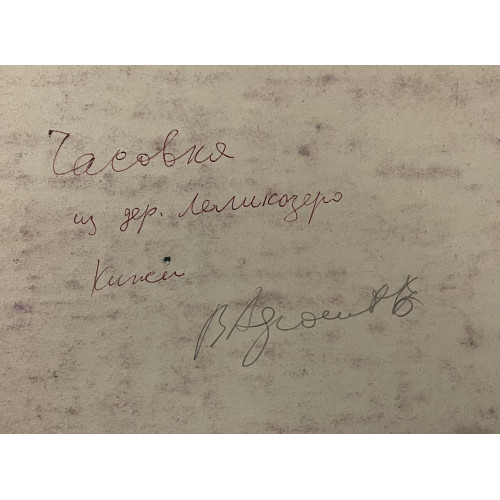 Часовня
из дер. Леликозеро
Кижи